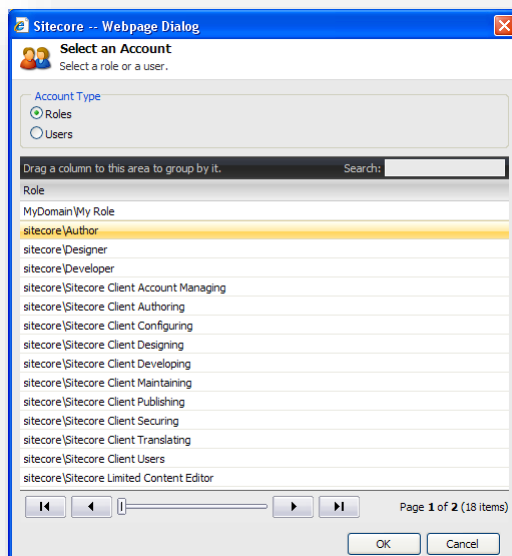 Sitecore -- Webpage Dialog
Select an Account
Select a role or a user.
Account Type
Roles
Users
Drag a column to this area to group by it. Search:
Role
MyDomain\My Role
sitecore\Author
sitecore\Designer
sitecore\Developer
sitecore\Sitecore Client Account Managing
sitecore\Sitecore Client Authoring
sitecore\Sitecore Client Configuring
sitecore\Sitecore Client Designing
sitecore\Sitecore Client Developing
sitecore\Sitecore Client Maintaining
sitecore\Sitecore Client Publishing
sitecore\Sitecore Client Securing
sitecore\Sitecore Client Translating
sitecore\Sitecore Client Users
sitecore\Sitecore Limited Content Editor
Page 1 of 2 (18 items)
OK Cancel